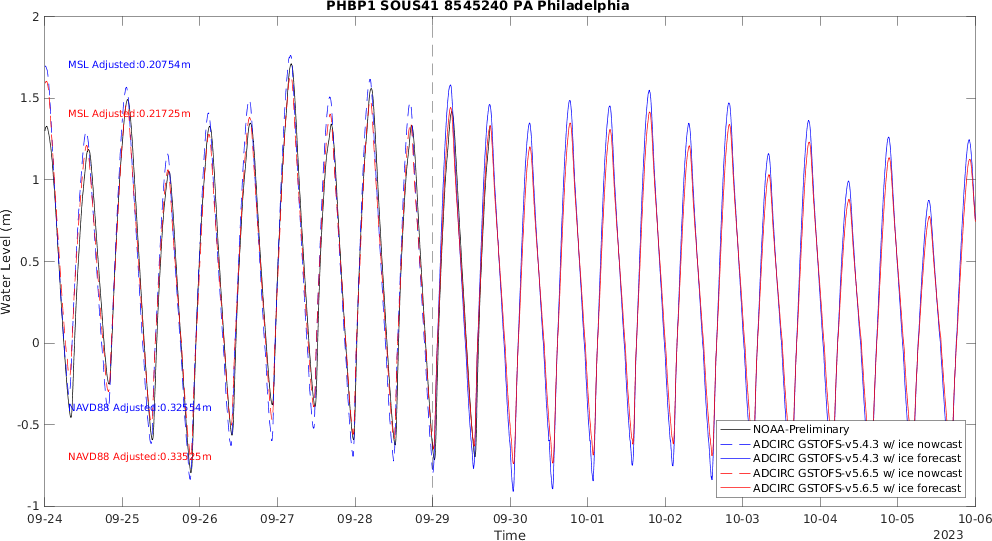 PHBP1 SOUS41 8545240 PA Philadelphia
2
1.5
1
0.5
0
-0.5
-1
Water Level (m)
MSL Adjusted:0.20754m
MSL Adjusted:0.21725m
NAVD88 Adjusted:0.32554m
NAVD88 Adjusted:0.33525m
NOAA-Preliminary
ADCIRC GSTOFS-v5.4.3 w/ ice nowcast
ADCIRC GSTOFS-v5.4.3 w/ ice forecast
ADCIRC GSTOFS-v5.6.5 w/ ice nowcast
ADCIRC GSTOFS-v5.6.5 w/ ice forecast
09-24 09-25 09-26 09-27 09-28 09-29 09-30 10-01 10-02 10-03 10-04 10-05 10-06
Time
2023